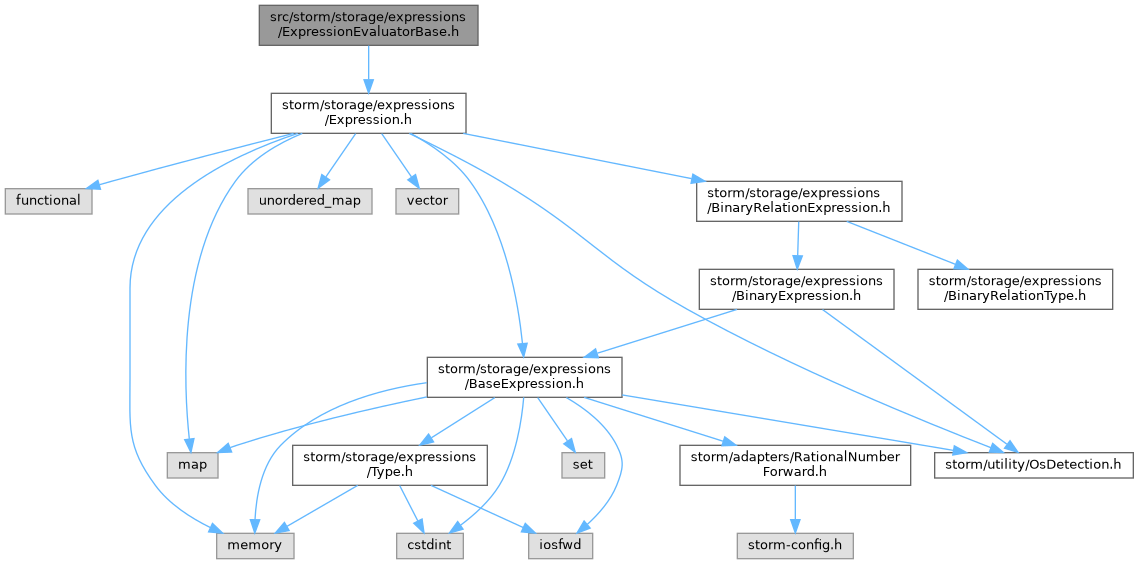 src/storm/storage/expressions
/ExpressionEvaluatorBase.h
storm/storage/expressions
/Expression.h
functional
unordered_map
vector
storm/storage/expressions
/BinaryRelationExpression.h
storm/storage/expressions
/BinaryExpression.h
storm/storage/expressions
/BinaryRelationType.h
storm/storage/expressions
/BaseExpression.h
map
storm/storage/expressions
/Type.h
set
storm/adapters/RationalNumber
Forward.h
storm/utility/OsDetection.h
memory
cstdint
iosfwd
storm-config.h